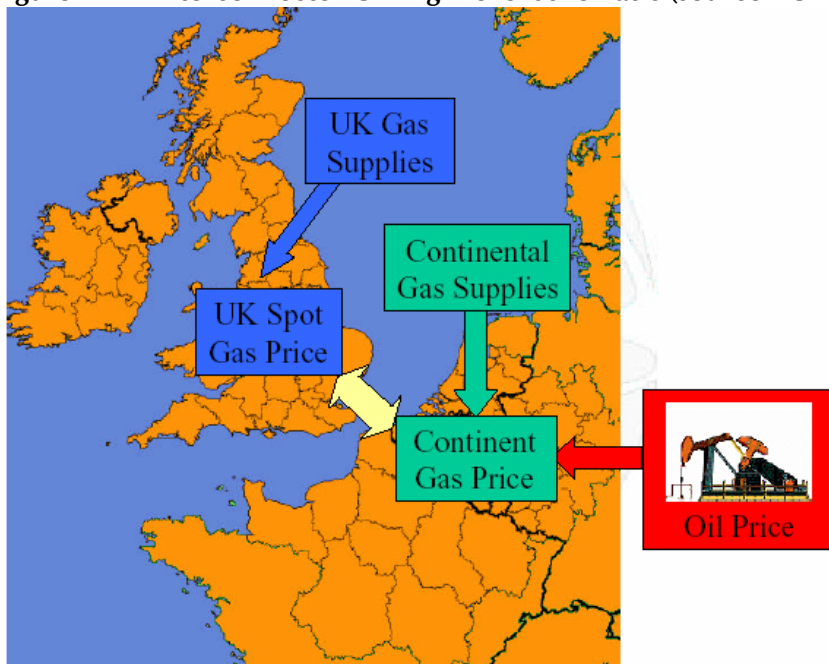 UK Gas
Supplies
Continental
Gas Supplies
UK Spot
Gas Price
Continent
Gas Price
Oil Price